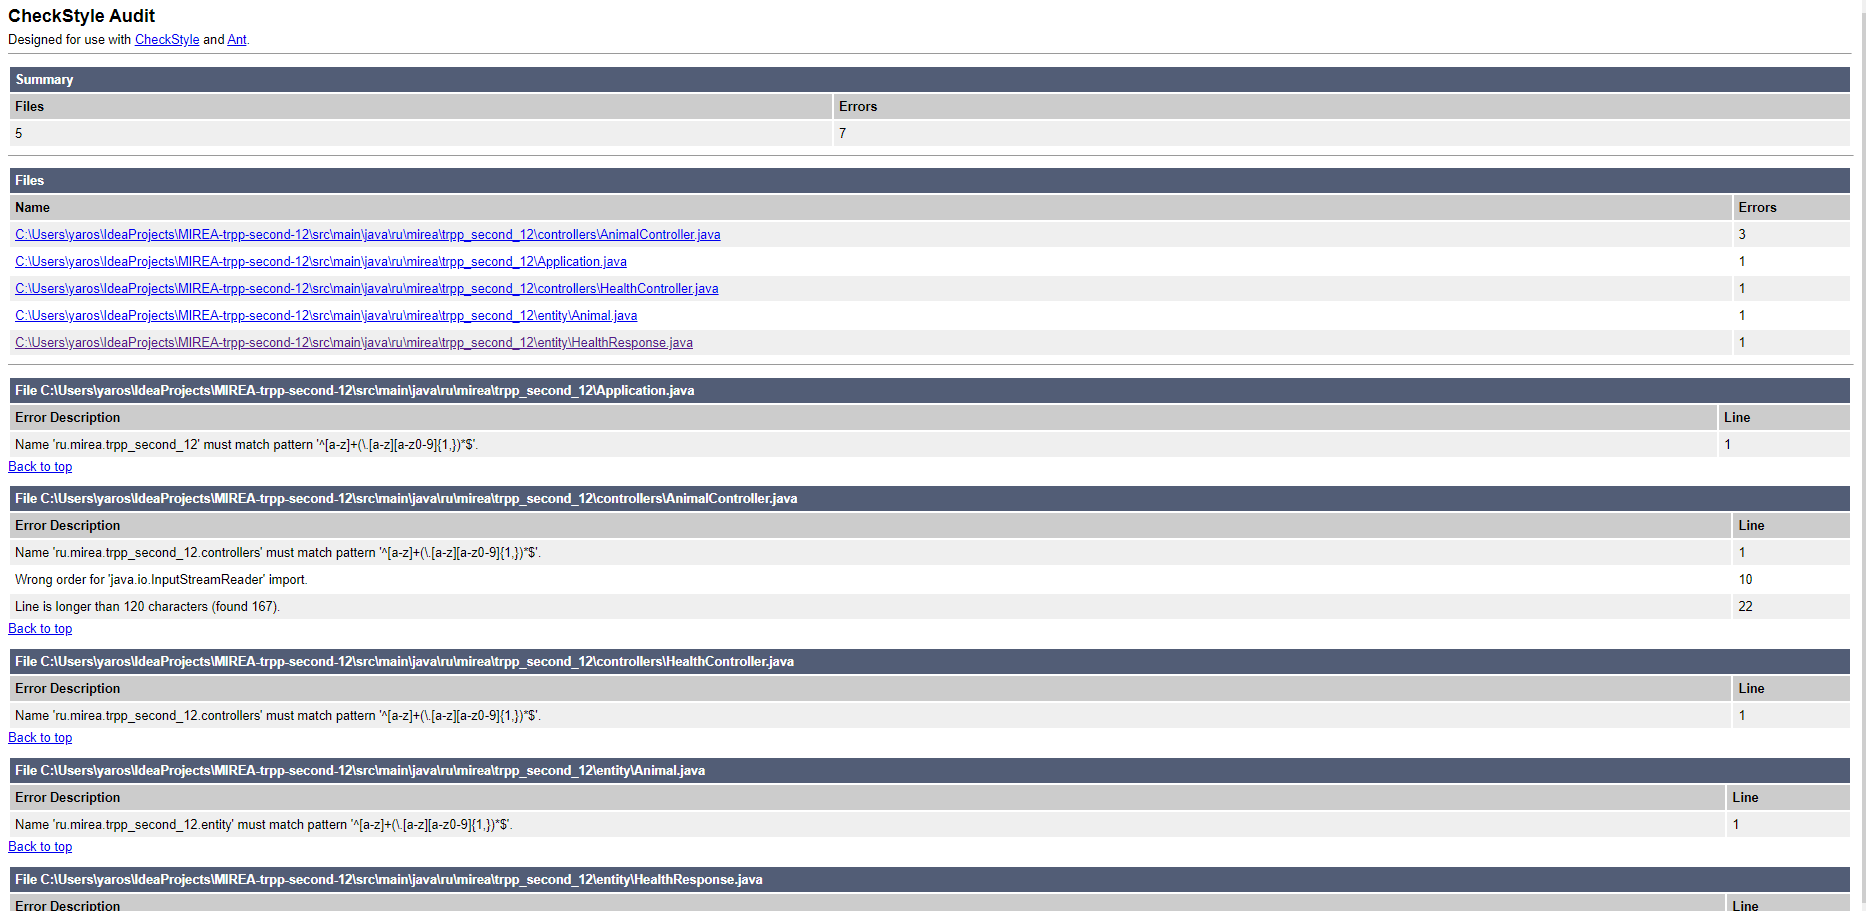 CheckStyle Audit
Designed for use with CheckStyle and Ant.
Summary
Files Errors
5 7
Files
Name Errors
C:\Users\yaros\IdeaProjects\MIREA-trpp-second-12\src\main\java\ru\mirea\trpp_second_12\controllers\AnimalController.java 3
C:\Users\yaros\IdeaProjects\MIREA-trpp-second-12\src\main\java\ru\mirea\trpp_second_12\Application.java 1
C:\Users\yaros\IdeaProjects\MIREA-trpp-second-12\src\main\java\ru\mirea\trpp_second_12\controllers\HealthController.java 1
C:\Users\yaros\IdeaProjects\MIREA-trpp-second-12\src\main\java\ru\mirea\trpp_second_12\entity\Animal.java 1
C:\Users\yaros\IdeaProjects\MIREA-trpp-second-12\src\main\java\ru\mirea\trpp_second_12\entity\HealthResponse.java 1
File C:\Users\yaros\IdeaProjects\MIREA-trpp-second-12\src\main\java\ru\mirea\trpp_second_12\Application.java
Error Description Line
Name 'ru.mirea.trpp_second_12' must match pattern '^[a-z]+(\.[a-z][a-z0-9]{1,})*$'. 1
Back to top
File C:\Users\yaros\IdeaProjects\MIREA-trpp-second-12\src\main\java\ru\mirea\trpp_second_12\controllers\AnimalController.java
Error Description Line
Name 'ru.mirea.trpp_second_12.controllers' must match pattern '^[a-z]+(\.[a-z][a-z0-9]{1,})*$'. 1
Wrong order for 'java.io.InputStreamReader' import. 10
Line is longer than 120 characters (found 167). 22
Back to top
File C:\Users\yaros\IdeaProjects\MIREA-trpp-second-12\src\main\java\ru\mirea\trpp_second_12\controllers\HealthController.java
Error Description Line
Name 'ru.mirea.trpp_second_12.controllers' must match pattern '^[a-z]+(\.[a-z][a-z0-9]{1,})*$'. 1
Back to top
File C:\Users\yaros\IdeaProjects\MIREA-trpp-second-12\src\main\java\ru\mirea\trpp_second_12\entity\Animal.java
Error Description Line
Name 'ru.mirea.trpp_second_12.entity' must match pattern '^[a-z]+(\.[a-z][a-z0-9]{1,})*$'. 1
Back to top
File C:\Users\yaros\IdeaProjects\MIREA-trpp-second-12\src\main\java\ru\mirea\trpp_second_12\entity\HealthResponse.java
Error Description Line